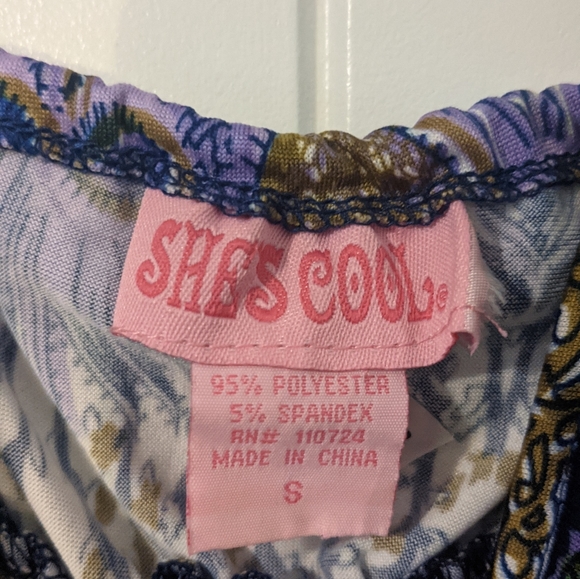 SHE'S COOL®
95% POLYESTER
5% SPANDEX
RN# 110724
MADE IN CHINA
S